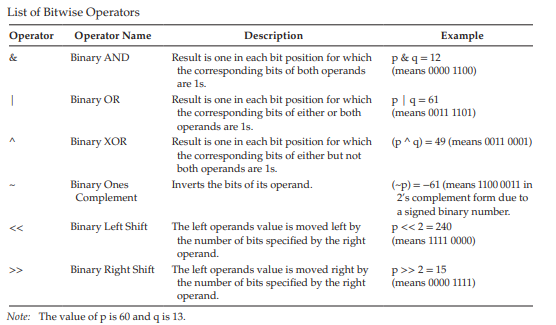 List of Bitwise Operators
Operator Operator Name Description Example
& Binary AND Result is one in each bit position for which p & q = 12
the corresponding bits of both operands (means 0000 1100)
are 1s.
| Binary OR Result is one in each bit position for which p | q = 61
the corresponding bits of either or both (means 0011 1101)
operands are 1s.
^ Binary XOR Result is one in each bit position for which (p ^ q) = 49 (means 0011 0001)
the corresponding bits of either but not
both operands are 1s.
~ Binary Ones Inverts the bits of its operand. (~p) = −61 (means 1100 0011 in
Complement 2's complement form due to
a signed binary number.
<< Binary Left Shift The left operands value is moved left by p << 2 = 240
the number of bits specified by the right (means 1111 0000)
operand.
>> Binary Right Shift The left operands value is moved right by p >> 2 = 15
the number of bits specified by the right (means 0000 1111)
operand.
Note: The value of p is 60 and q is 13.